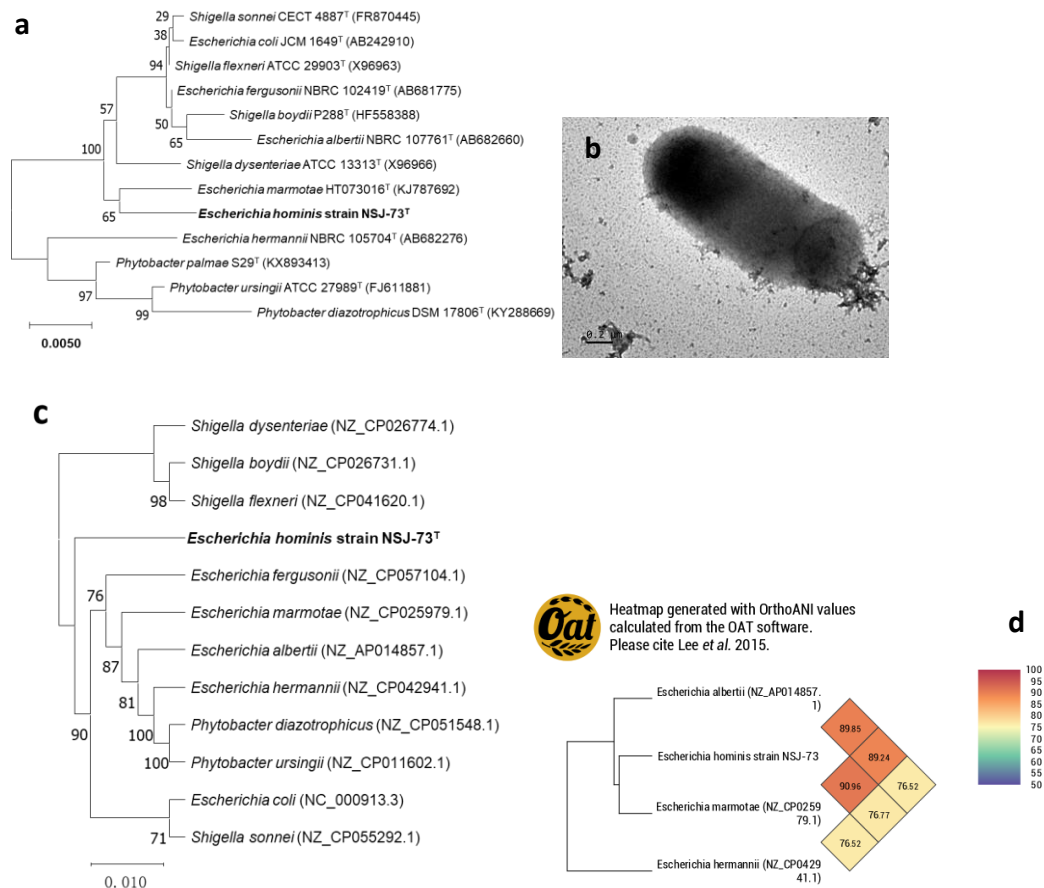 a
29
Shigella sonnei CECT 4887ᵀ (FR870445)
38
Escherichia coli JCM 1649ᵀ (AB242910)
94
Shigella flexneri ATCC 29903ᵀ (X96963)
Escherichia fergusonii NBRC 102419ᵀ (AB681775)
57
Shigella boydii P288ᵀ (HF558388)
50
65
Escherichia albertii NBRC 107761ᵀ (AB682660)
100
Shigella dysenteriae ATCC 13313ᵀ (X96966)
Escherichia marmotae HT073016ᵀ (KJ787692)
65
Escherichia hominis strain NSJ-73ᵀ
Escherichia hermannii NBRC 105704ᵀ (AB682276)
Phytobacter palmae S29ᵀ (KX893413)
97
Phytobacter ursingii ATCC 27989ᵀ (FJ611881)
99
Phytobacter diazotrophicus DSM 17806ᵀ (KY288669)
0.0050
b
0.2 µm
c
Shigella dysenteriae (NZ_CP026774.1)
Shigella boydii (NZ_CP026731.1)
98
Shigella flexneri (NZ_CP041620.1)
Escherichia hominis strain NSJ-73ᵀ
Escherichia fergusonii (NZ_CP057104.1)
76
Escherichia marmotae (NZ_CP025979.1)
87
Escherichia albertii (NZ_AP014857.1)
81
Escherichia hermannii (NZ_CP042941.1)
90
100
Phytobacter diazotrophicus (NZ_CP051548.1)
100
Phytobacter ursingii (NZ_CP011602.1)
Escherichia coli (NC_000913.3)
71
Shigella sonnei (NZ_CP055292.1)
0.010
Oat
Heatmap generated with OrthoANI values
calculated from the OAT software.
Please cite Lee et al. 2015.
d
Escherichia albertii (NZ_AP014857.
1)
Escherichia hominis strain NSJ-73
Escherichia marmotae (NZ_CP0259
79.1)
Escherichia hermannii (NZ_CP0429
41.1)
89.85
89.24
90.96
76.52
76.77
76.52
100
95
90
85
80
75
70
65
60
55
50